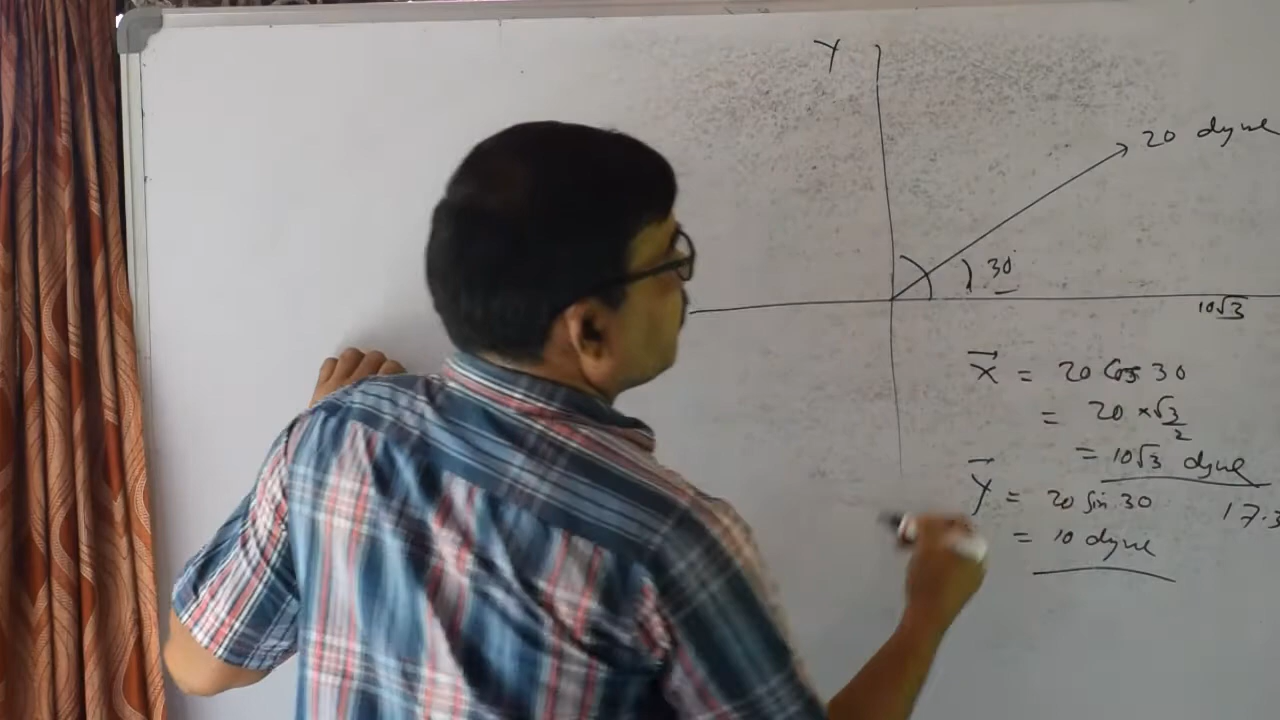 Y
20 dyne
30°
10√3
X⃗ = 20 Cos 30
= 20 × √3/2
= 10√3 dyne
Y⃗ = 20 Sin 30
17.3
= 10 dyne